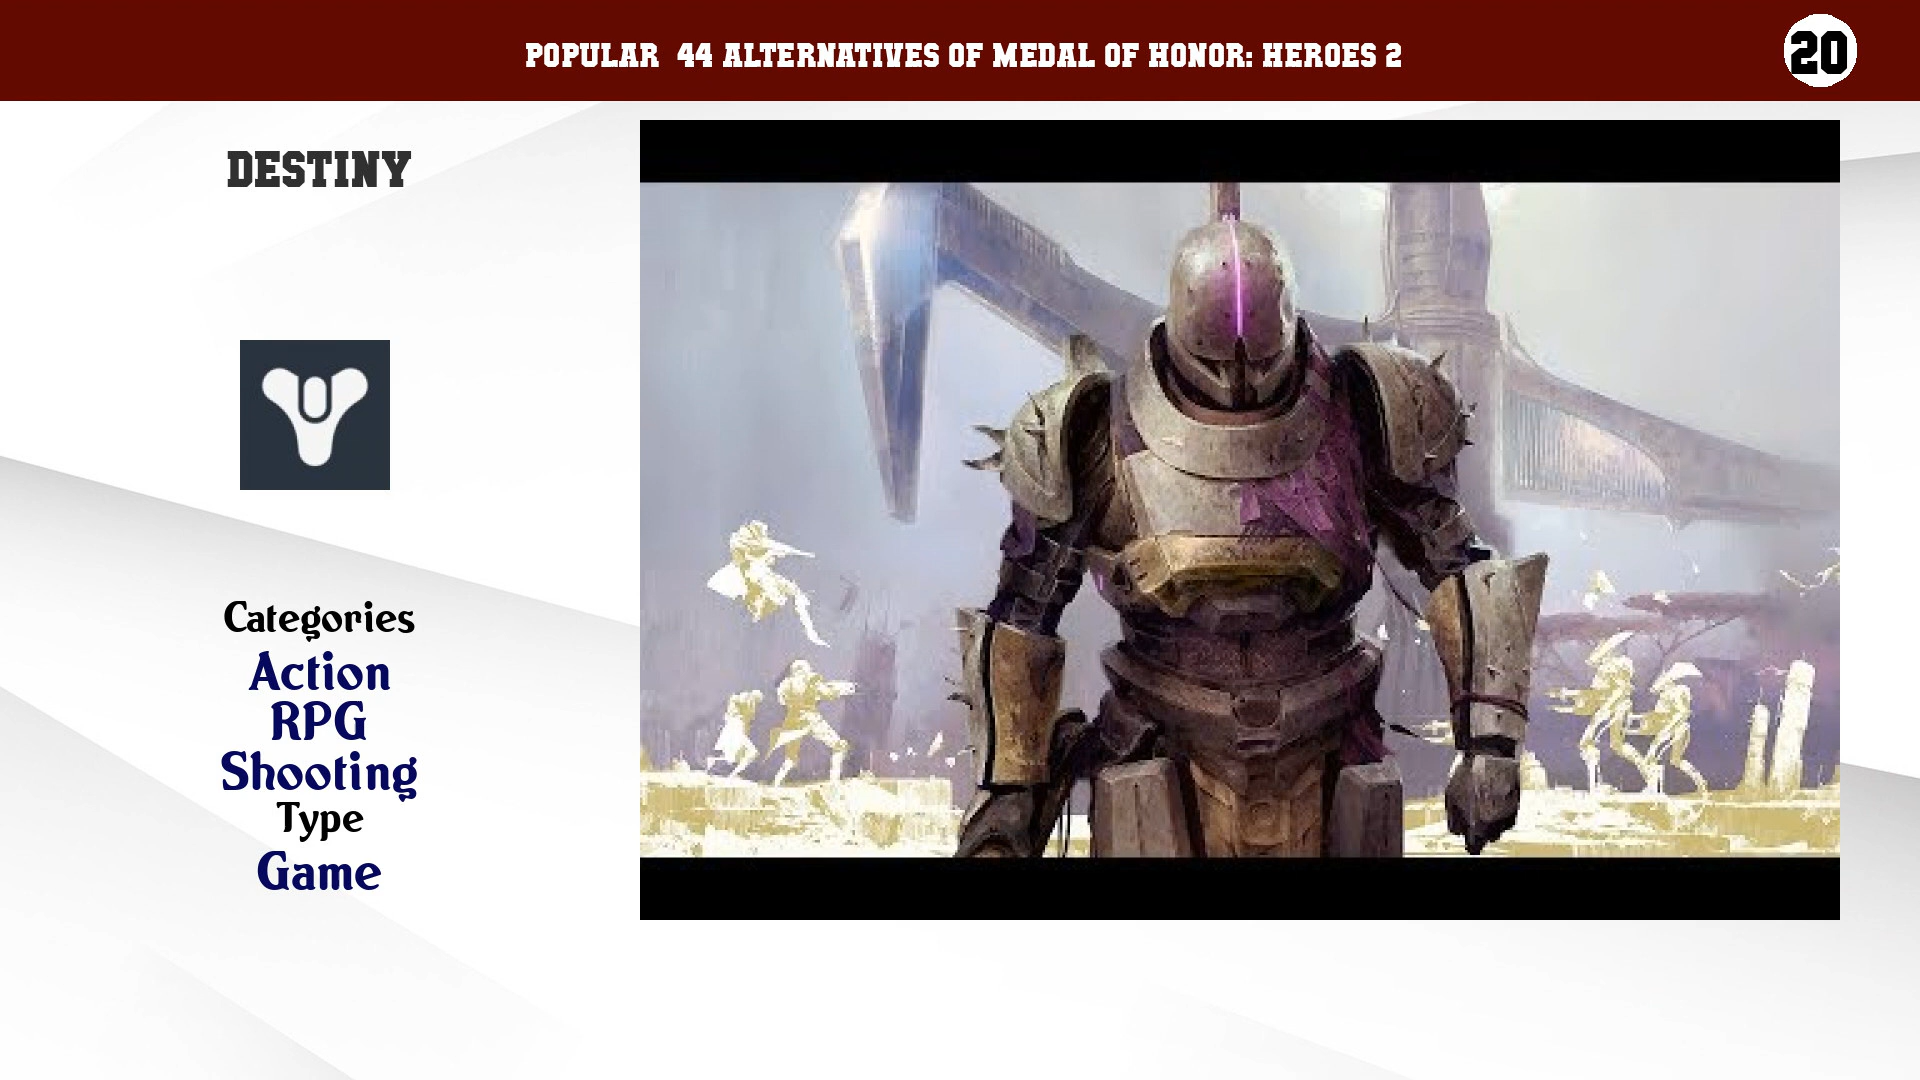 POPULAR 44 ALTERNATIVES OF MEDAL OF HONOR: HEROES 2
20
DESTINY
Categories
Action
RPG
Shooting
Type
Game